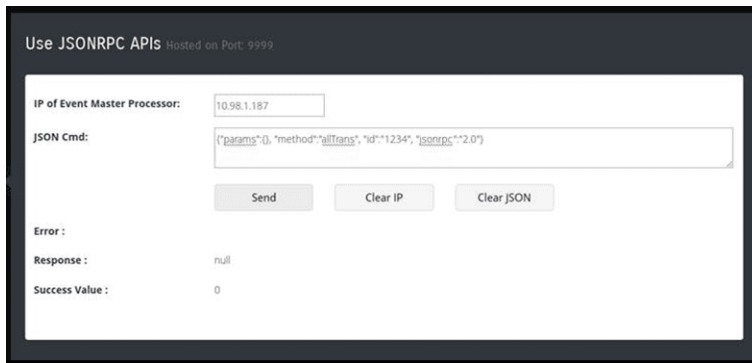 Use JSONRPC APIs Hosted on Port: 9999
IP of Event Master Processor: 10.98.1.187
JSON Cmd: {"params":{}, "method":"allTrans", "id":"1234", "jsonrpc":"2.0"}
Send Clear IP Clear JSON
Error :
Response : null
Success Value : 0